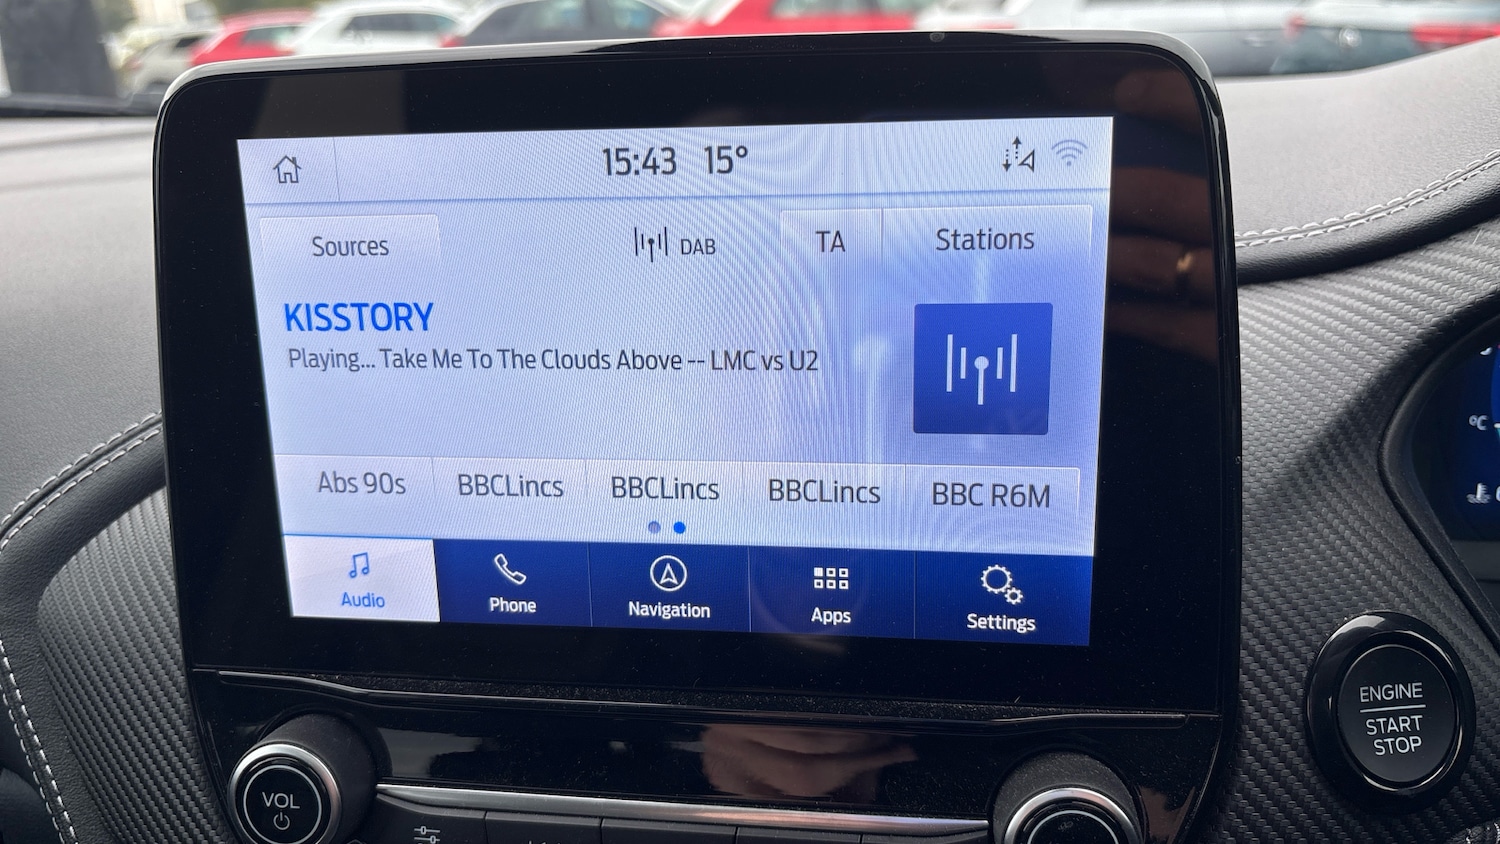 15:43 15°
Sources
DAB
TA
Stations
KISSTORY
Playing... Take Me To The Clouds Above -- LMC vs U2
Abs 90s
BBCLincs
BBCLincs
BBCLincs
BBC R6M
Audio
Phone
Navigation
Apps
Settings
°C
ENGINE
START
STOP
VOL